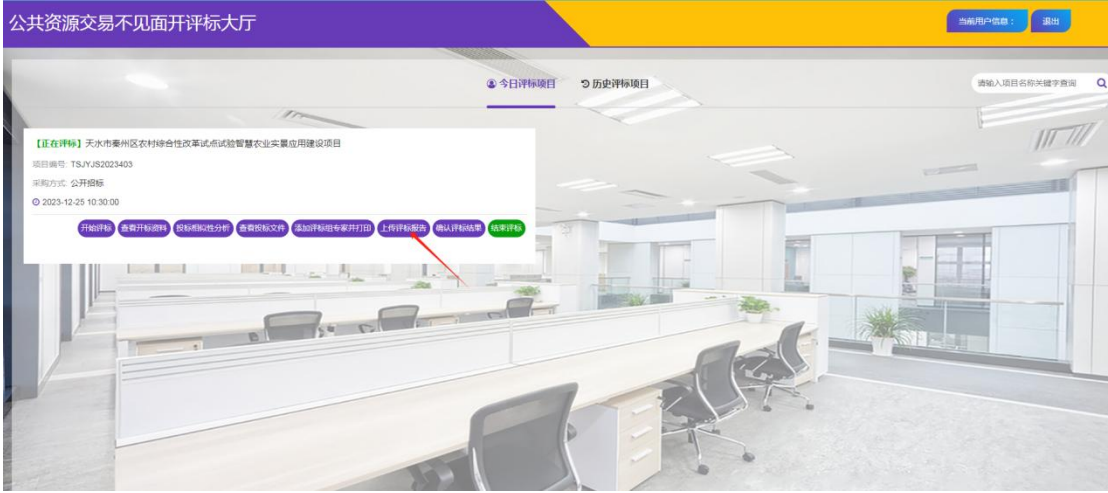 公共资源交易不见面开评标大厅
当前用户信息： 退出
今日评标项目 历史评标项目 请输入项目名称关键字查询
【正在评标】天水市秦州区农村综合性改革试点试验智慧农业实景应用建设项目
项目编号: TSJYJS2023403
采购方式: 公开招标
2023-12-25 10:30:00
开始评标 查看开标资料 投标相似性分析 查看投标文件 添加评标组专家并打印 上传评标报告 确认评标结果 结束评标